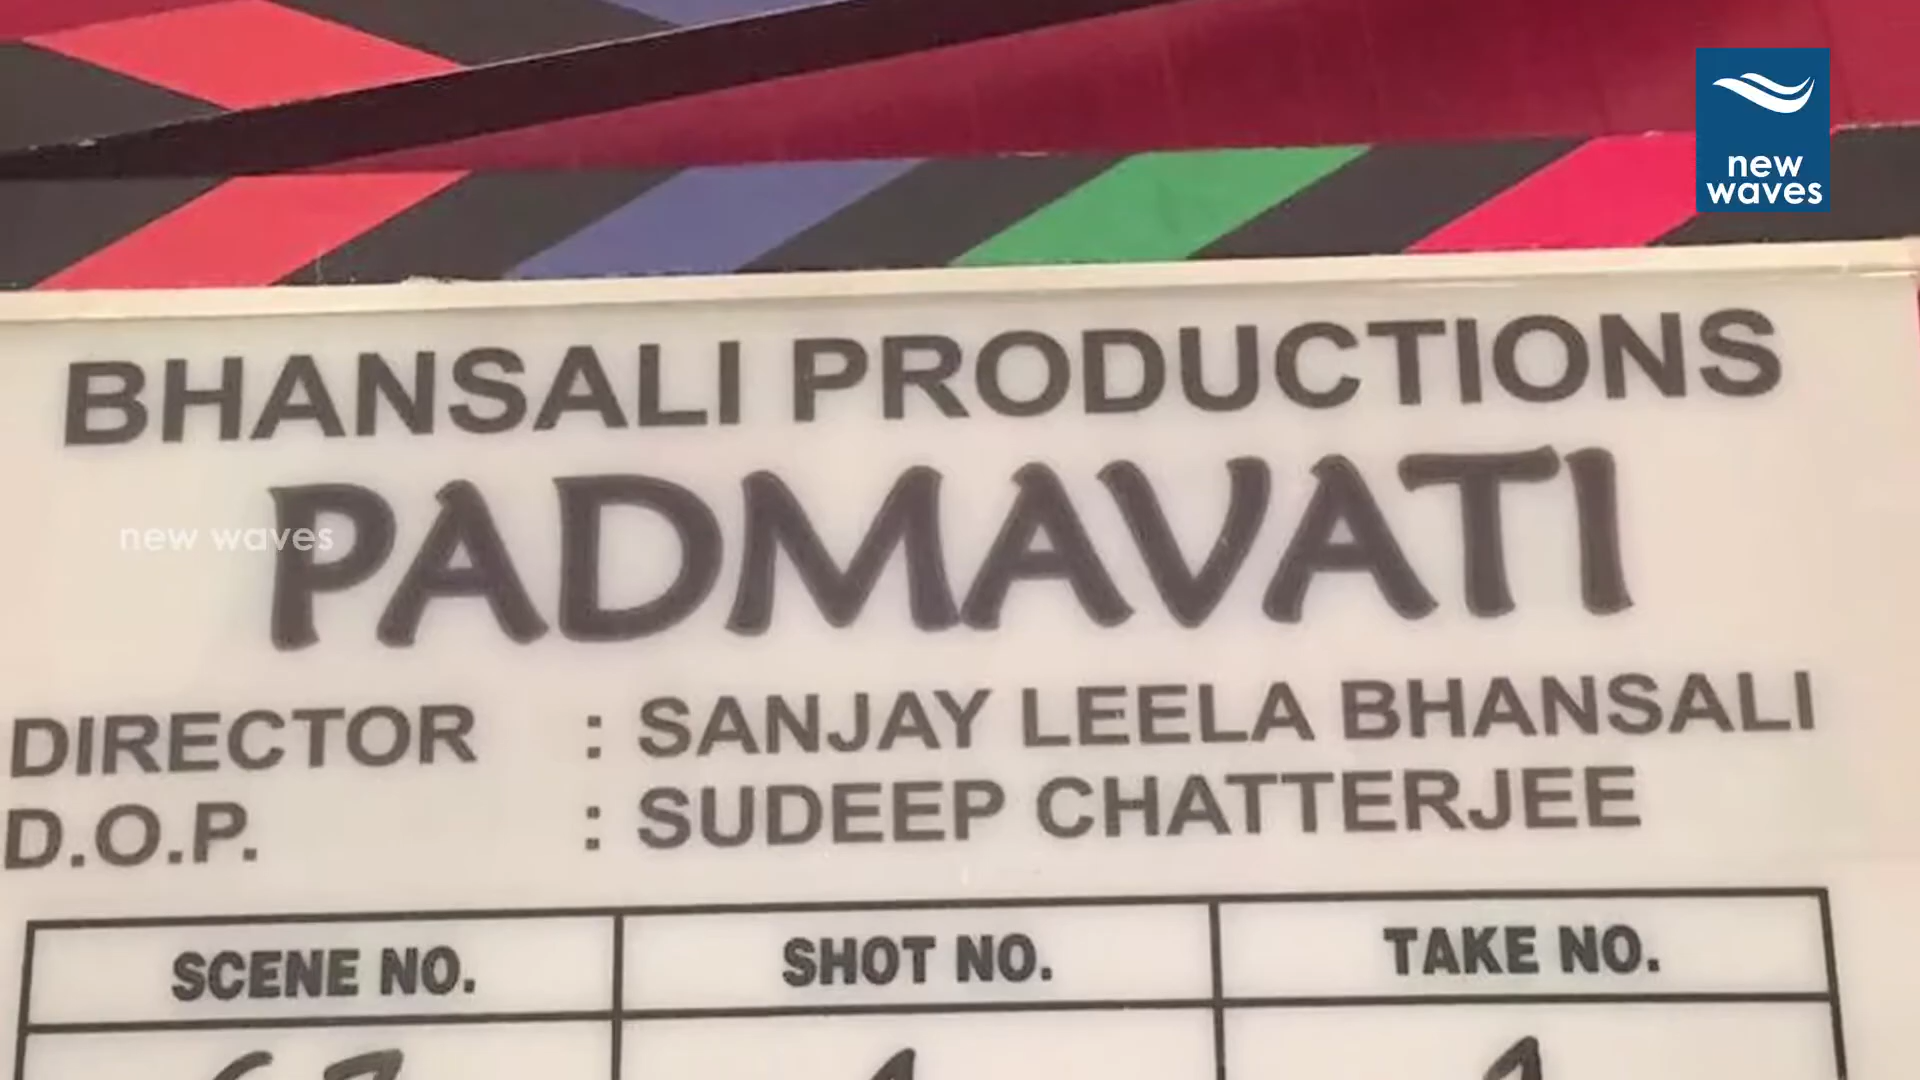 new
waves
BHANSALI PRODUCTIONS
PADMAVATI
new waves
DIRECTOR : SANJAY LEELA BHANSALI
D.O.P. : SUDEEP CHATTERJEE
SCENE NO. SHOT NO. TAKE NO.